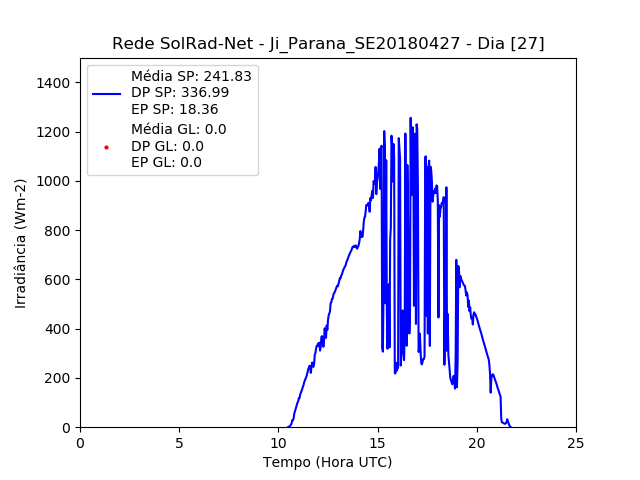 Rede SolRad-Net - Ji_Parana_SE20180427 - Dia [27]
Média SP: 241.83
DP SP: 336.99
EP SP: 18.36
Média GL: 0.0
DP GL: 0.0
EP GL: 0.0
1400
1200
1000
800
600
400
200
0
Irradiância (Wm-2)
0 5 10 15 20 25
Tempo (Hora UTC)